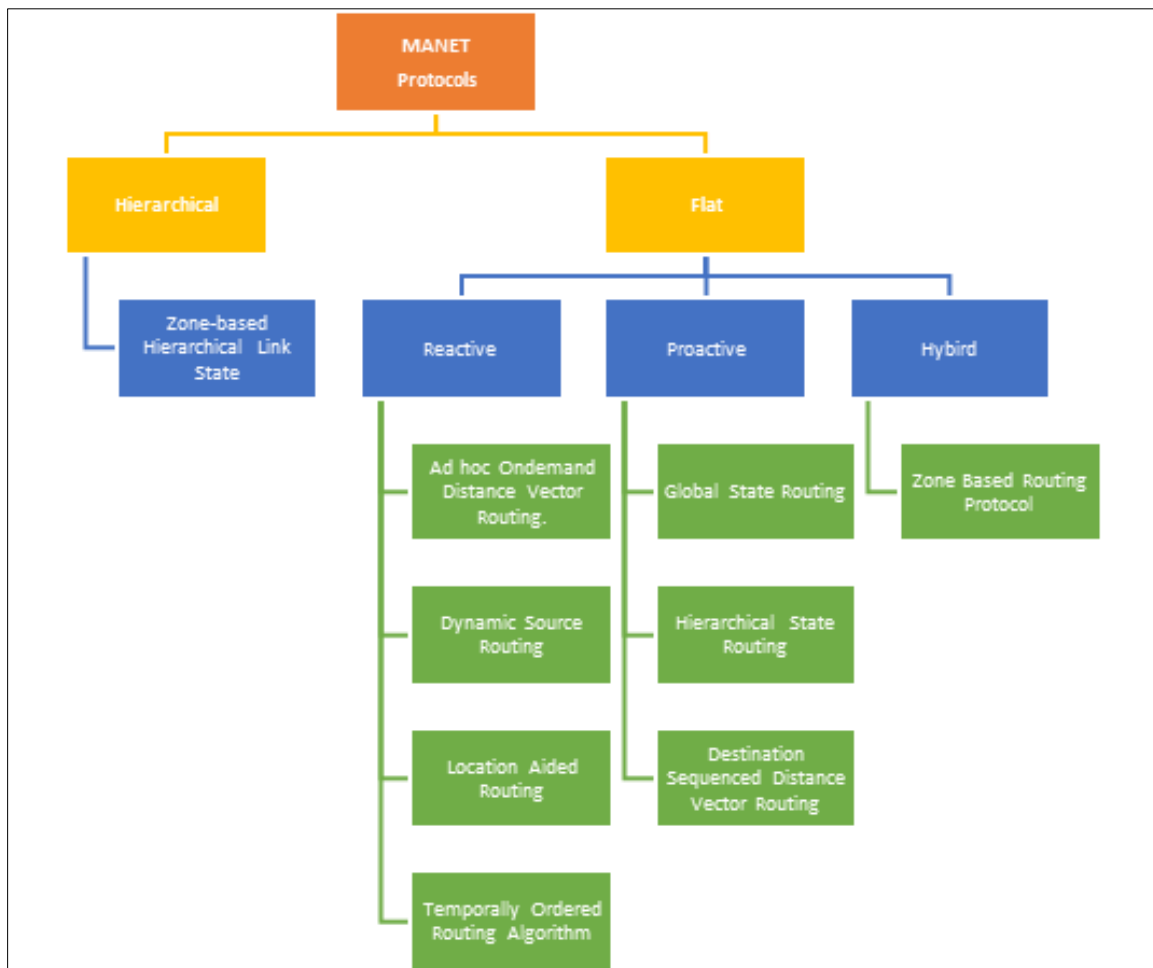 MANET
Protocols
Hierarchical
Flat
Zone-based
Hierarchical Link
State
Reactive
Proactive
Hybird
Ad hoc Ondemand
Distance Vector
Routing.
Global State Routing
Zone Based Routing
Protocol
Dynamic Source
Routing
Hierarchical State
Routing
Location Aided
Routing
Destination
Sequenced Distance
Vector Routing
Temporally Ordered
Routing Algorithm